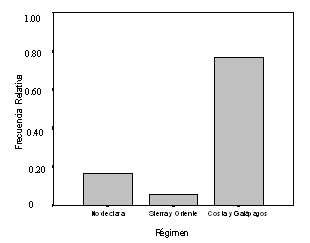 1.00
0.80
0.60
0.40
0.20
0
Frecuencia Relativa
No declara
Sierra y Oriente
Costa y Galápagos
Régimen